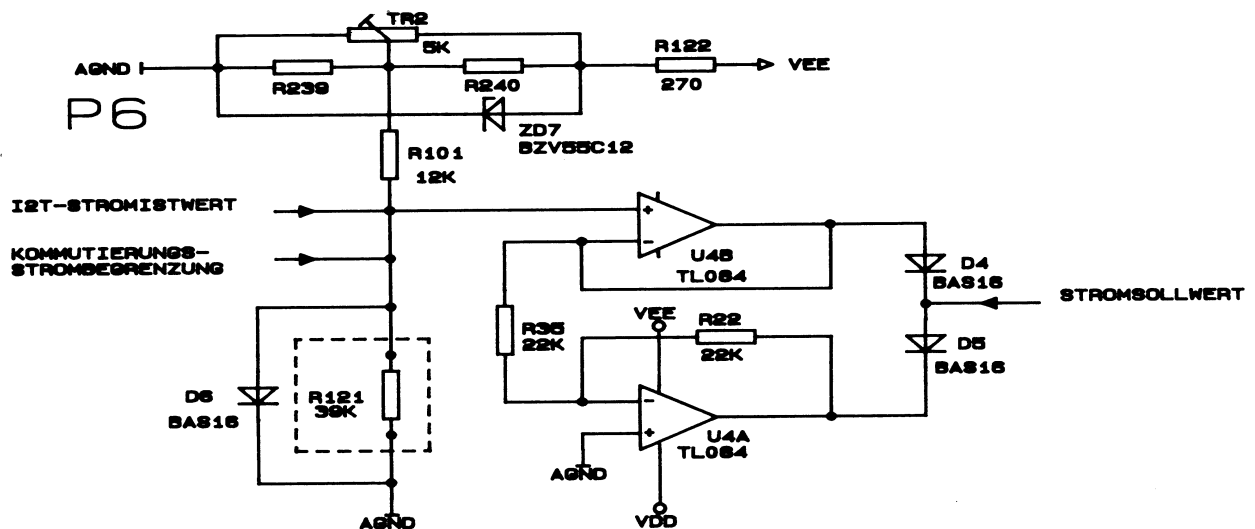 TR2
5K
R122
AGND
VEE
R239
R240
270
P6
ZD7
BZV55C12
R101
12K
I2T-STROMISTWERT
+
-
U4B
TL084
KOMMUTIERUNGS-
STROMBEGRENZUNG
D4
BAS16
STROMSOLLWERT
VEE
R35
22K
R22
22K
D5
BAS16
D6
BAS16
R121
39K
-
+
U4A
TL084
AGND
AGND
VDD